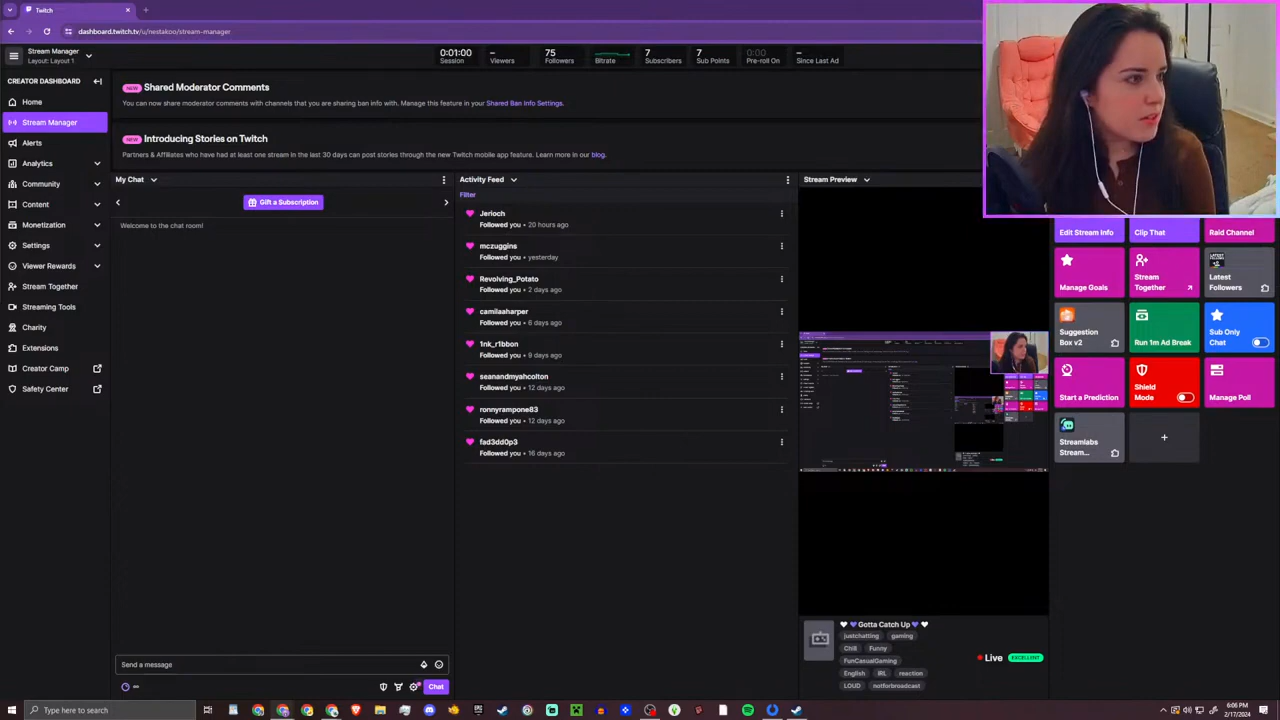 Twitch
dashboard.twitch.tv/u/nestakoo/stream-manager
Stream Manager
Layout: Layout 1
0:01:00
Session
–
Viewers
75
Followers
Bitrate
7
Subscribers
7
Sub Points
0:00
Pre-roll On
–
Since Last Ad
CREATOR DASHBOARD
Home
Stream Manager
Alerts
Analytics
Community
Content
Monetization
Settings
Viewer Rewards
Stream Together
Streaming Tools
Charity
Extensions
Creator Camp
Safety Center
NEW Shared Moderator Comments
You can now share moderator comments with channels that you are sharing ban info with. Manage this feature in your Shared Ban Info Settings.
NEW Introducing Stories on Twitch
Partners & Affiliates who have had at least one stream in the last 30 days can post stories through the new Twitch mobile app feature. Learn more in our blog.
My Chat
Gift a Subscription
Welcome to the chat room!
Send a message
Chat
Activity Feed
Filter
Jerioch
Followed you • 20 hours ago
mczuggins
Followed you • yesterday
Revolving_Potato
Followed you • 2 days ago
camilaaharper
Followed you • 6 days ago
1nk_r1bbon
Followed you • 9 days ago
seanandmyahcolton
Followed you • 12 days ago
ronnyrampone83
Followed you • 12 days ago
fad3dd0p3
Followed you • 16 days ago
Stream Preview
Gotta Catch Up
justchatting gaming
Chill Funny
FunCasualGaming
English IRL reaction
LOUD notforbroadcast
Live EXCELLENT
Edit Stream Info
Clip That
Raid Channel
Manage Goals
Stream
Together
LATEST
FOLLOWERS
Latest
Followers
Suggestion
Box v2
Run 1m Ad Break
Sub Only
Chat
Start a Prediction
Shield
Mode
Manage Poll
Streamlabs
Stream...
Type here to search
6:06 PM
2/17/2024